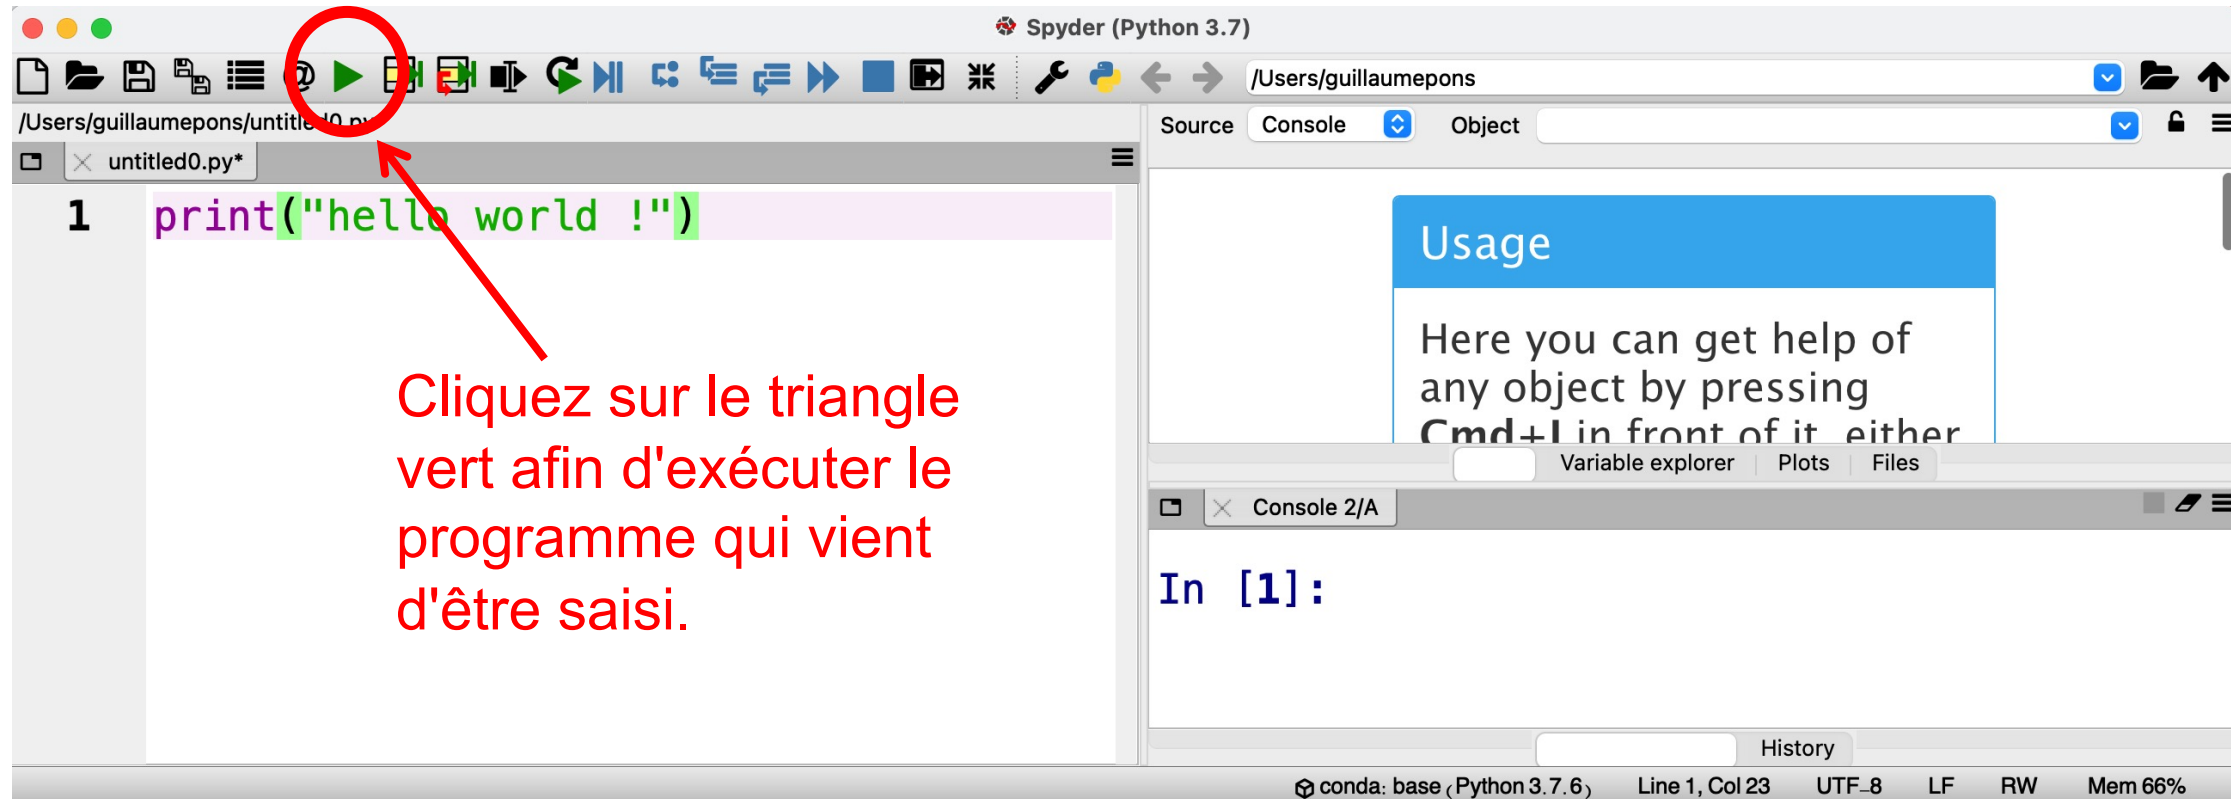 Spyder (Python 3.7)
/Users/guillaumepons
/Users/guillaumepons/untitled0.py
Source Console Object
untitled0.py*
1 print("hello world !")
Usage
Here you can get help of
any object by pressing
Cmd+I in front of it, either
Cliquez sur le triangle
vert afin d'exécuter le
programme qui vient
d'être saisi.
Variable explorer Plots Files
Console 2/A
In [1]:
History
conda: base (Python 3.7.6) Line 1, Col 23 UTF-8 LF RW Mem 66%